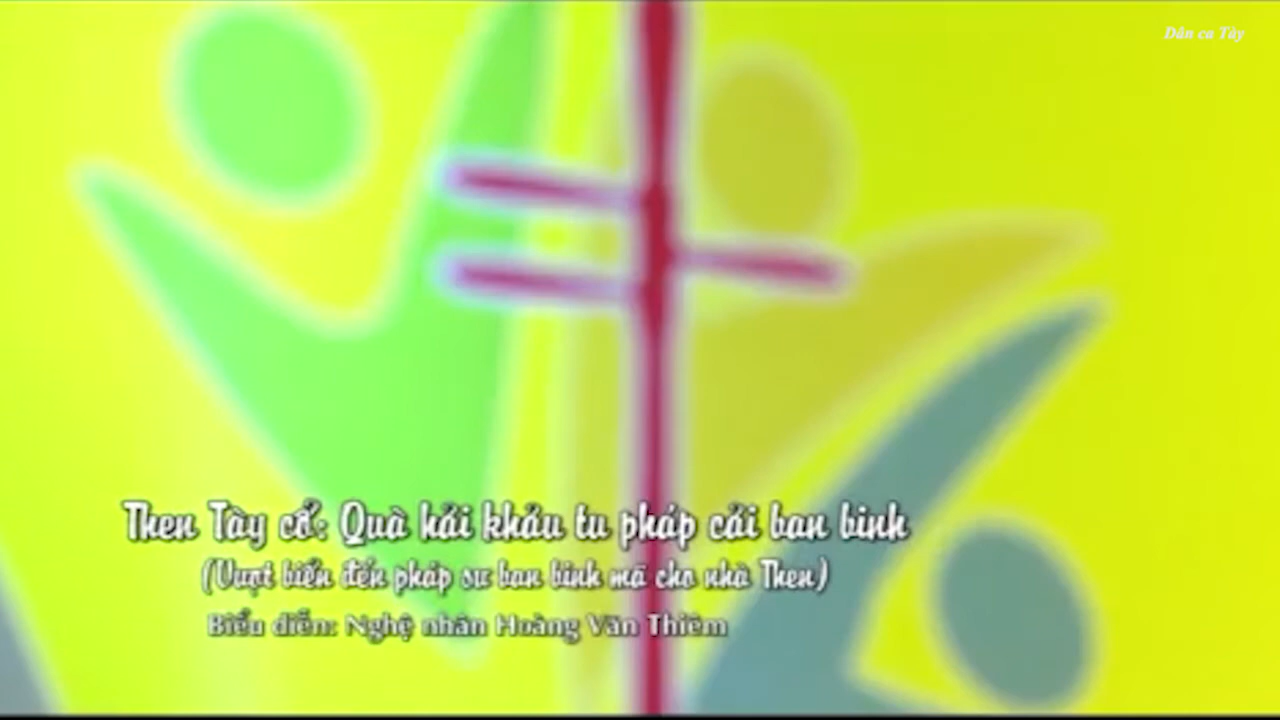 Dân ca Tày
Then Tày cổ: Quà hải khảu tu pháp cải ban binh
(Vượt biển đến pháp sư ban binh mã cho nhà Then)
Biểu diễn: Nghệ nhân Hoàng Văn Thiêm